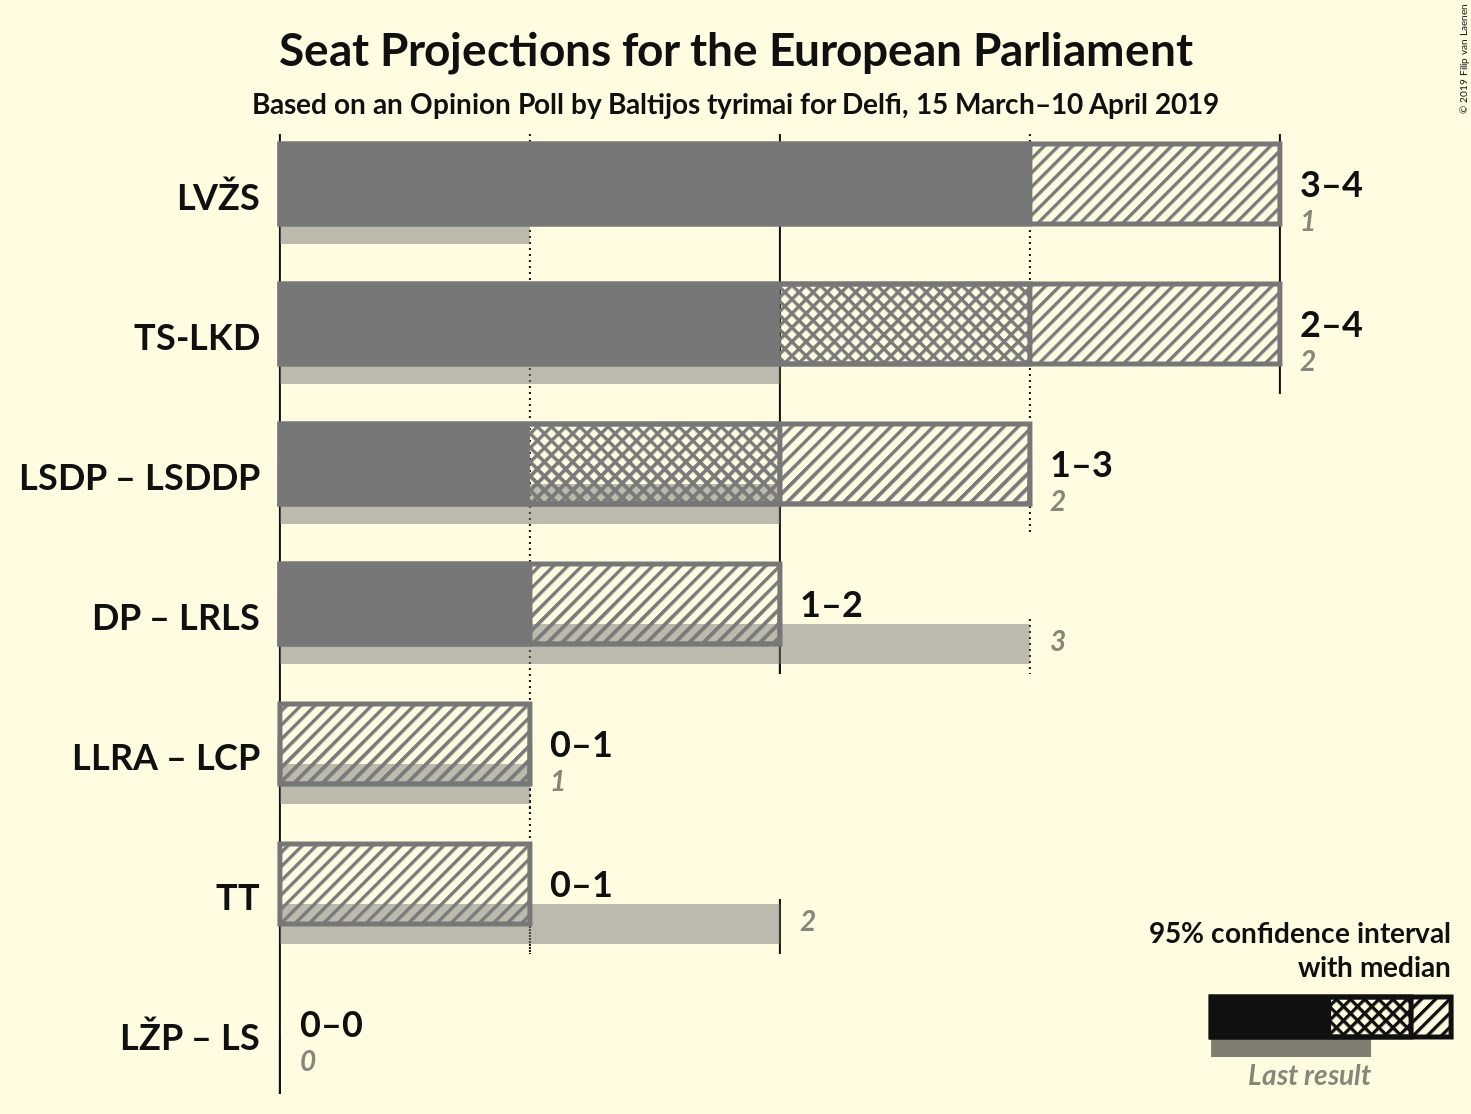 Seat Projections for the European Parliament
Based on an Opinion Poll by Baltijos tyrimai for Delfi, 15 March–10 April 2019
© 2019 Filip van Laenen
LVŽS
3–4
1
TS-LKD
2–4
2
LSDP – LSDDP
1–3
2
DP – LRLS
1–2
3
LLRA – LCP
0–1
1
TT
0–1
2
LŽP – LS
0–0
0
95% confidence interval
with median
Last result